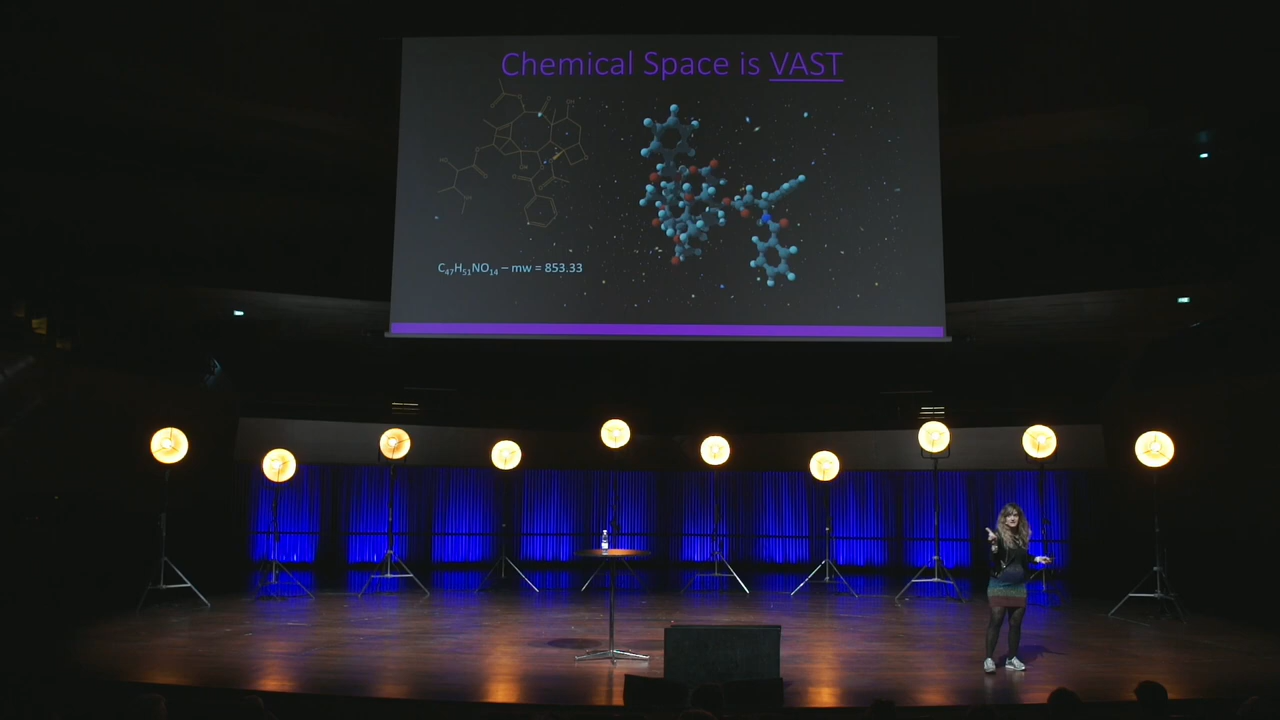 Chemical Space is VAST
C₄₇H₅₁NO₁₄ – mw = 853.33